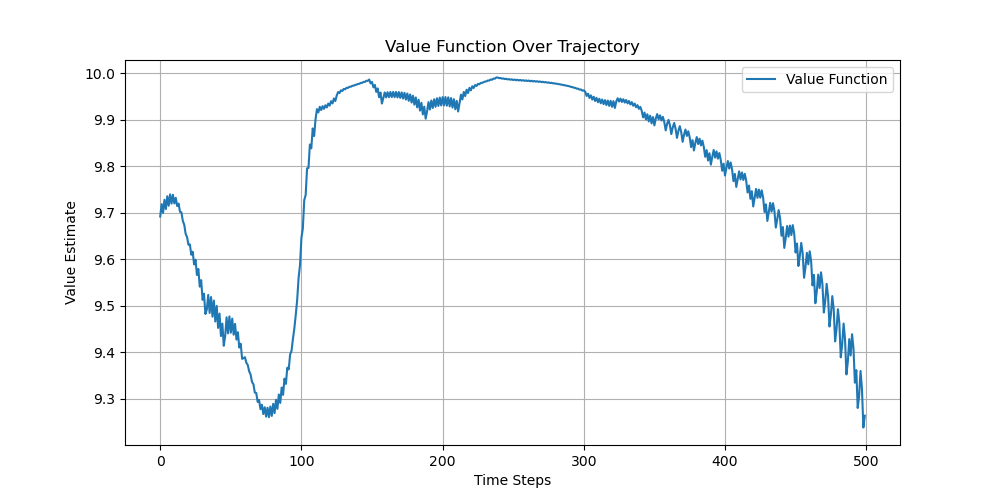 Value Function Over Trajectory
Value Function
10.0
9.9
9.8
9.7
9.6
9.5
9.4
9.3
Value Estimate
0 100 200 300 400 500
Time Steps